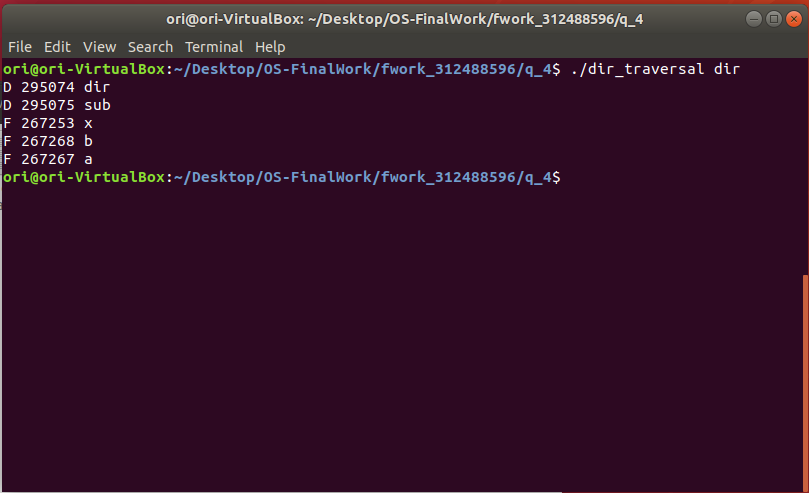 ori@ori-VirtualBox: ~/Desktop/OS-FinalWork/fwork_312488596/q_4
File Edit View Search Terminal Help
ori@ori-VirtualBox:~/Desktop/OS-FinalWork/fwork_312488596/q_4$ ./dir_traversal dir
D 295074 dir
D 295075 sub
F 267253 x
F 267268 b
F 267267 a
ori@ori-VirtualBox:~/Desktop/OS-FinalWork/fwork_312488596/q_4$